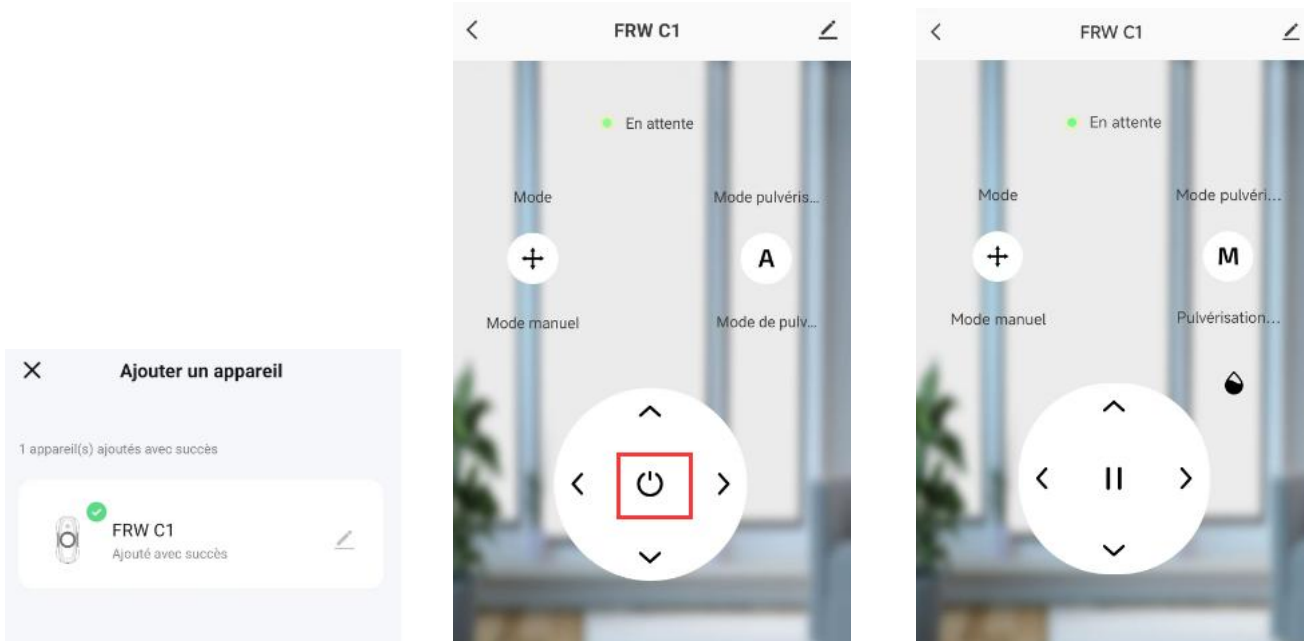 Ajouter un appareil
1 appareil(s) ajoutés avec succès
FRW C1
Ajouté avec succès
FRW C1
En attente
Mode
Mode pulvéris...
A
Mode manuel
Mode de pulv...
FRW C1
En attente
Mode
Mode pulvéri...
M
Mode manuel
Pulvérisation...